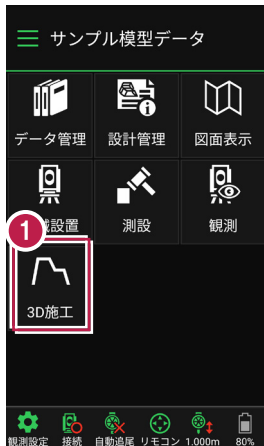 サンプル模型データ
データ管理 設計管理 図面表示
設置 測設 観測
1
3D施工
観測設定 接続 自動追尾 リモコン 1.000m 80%